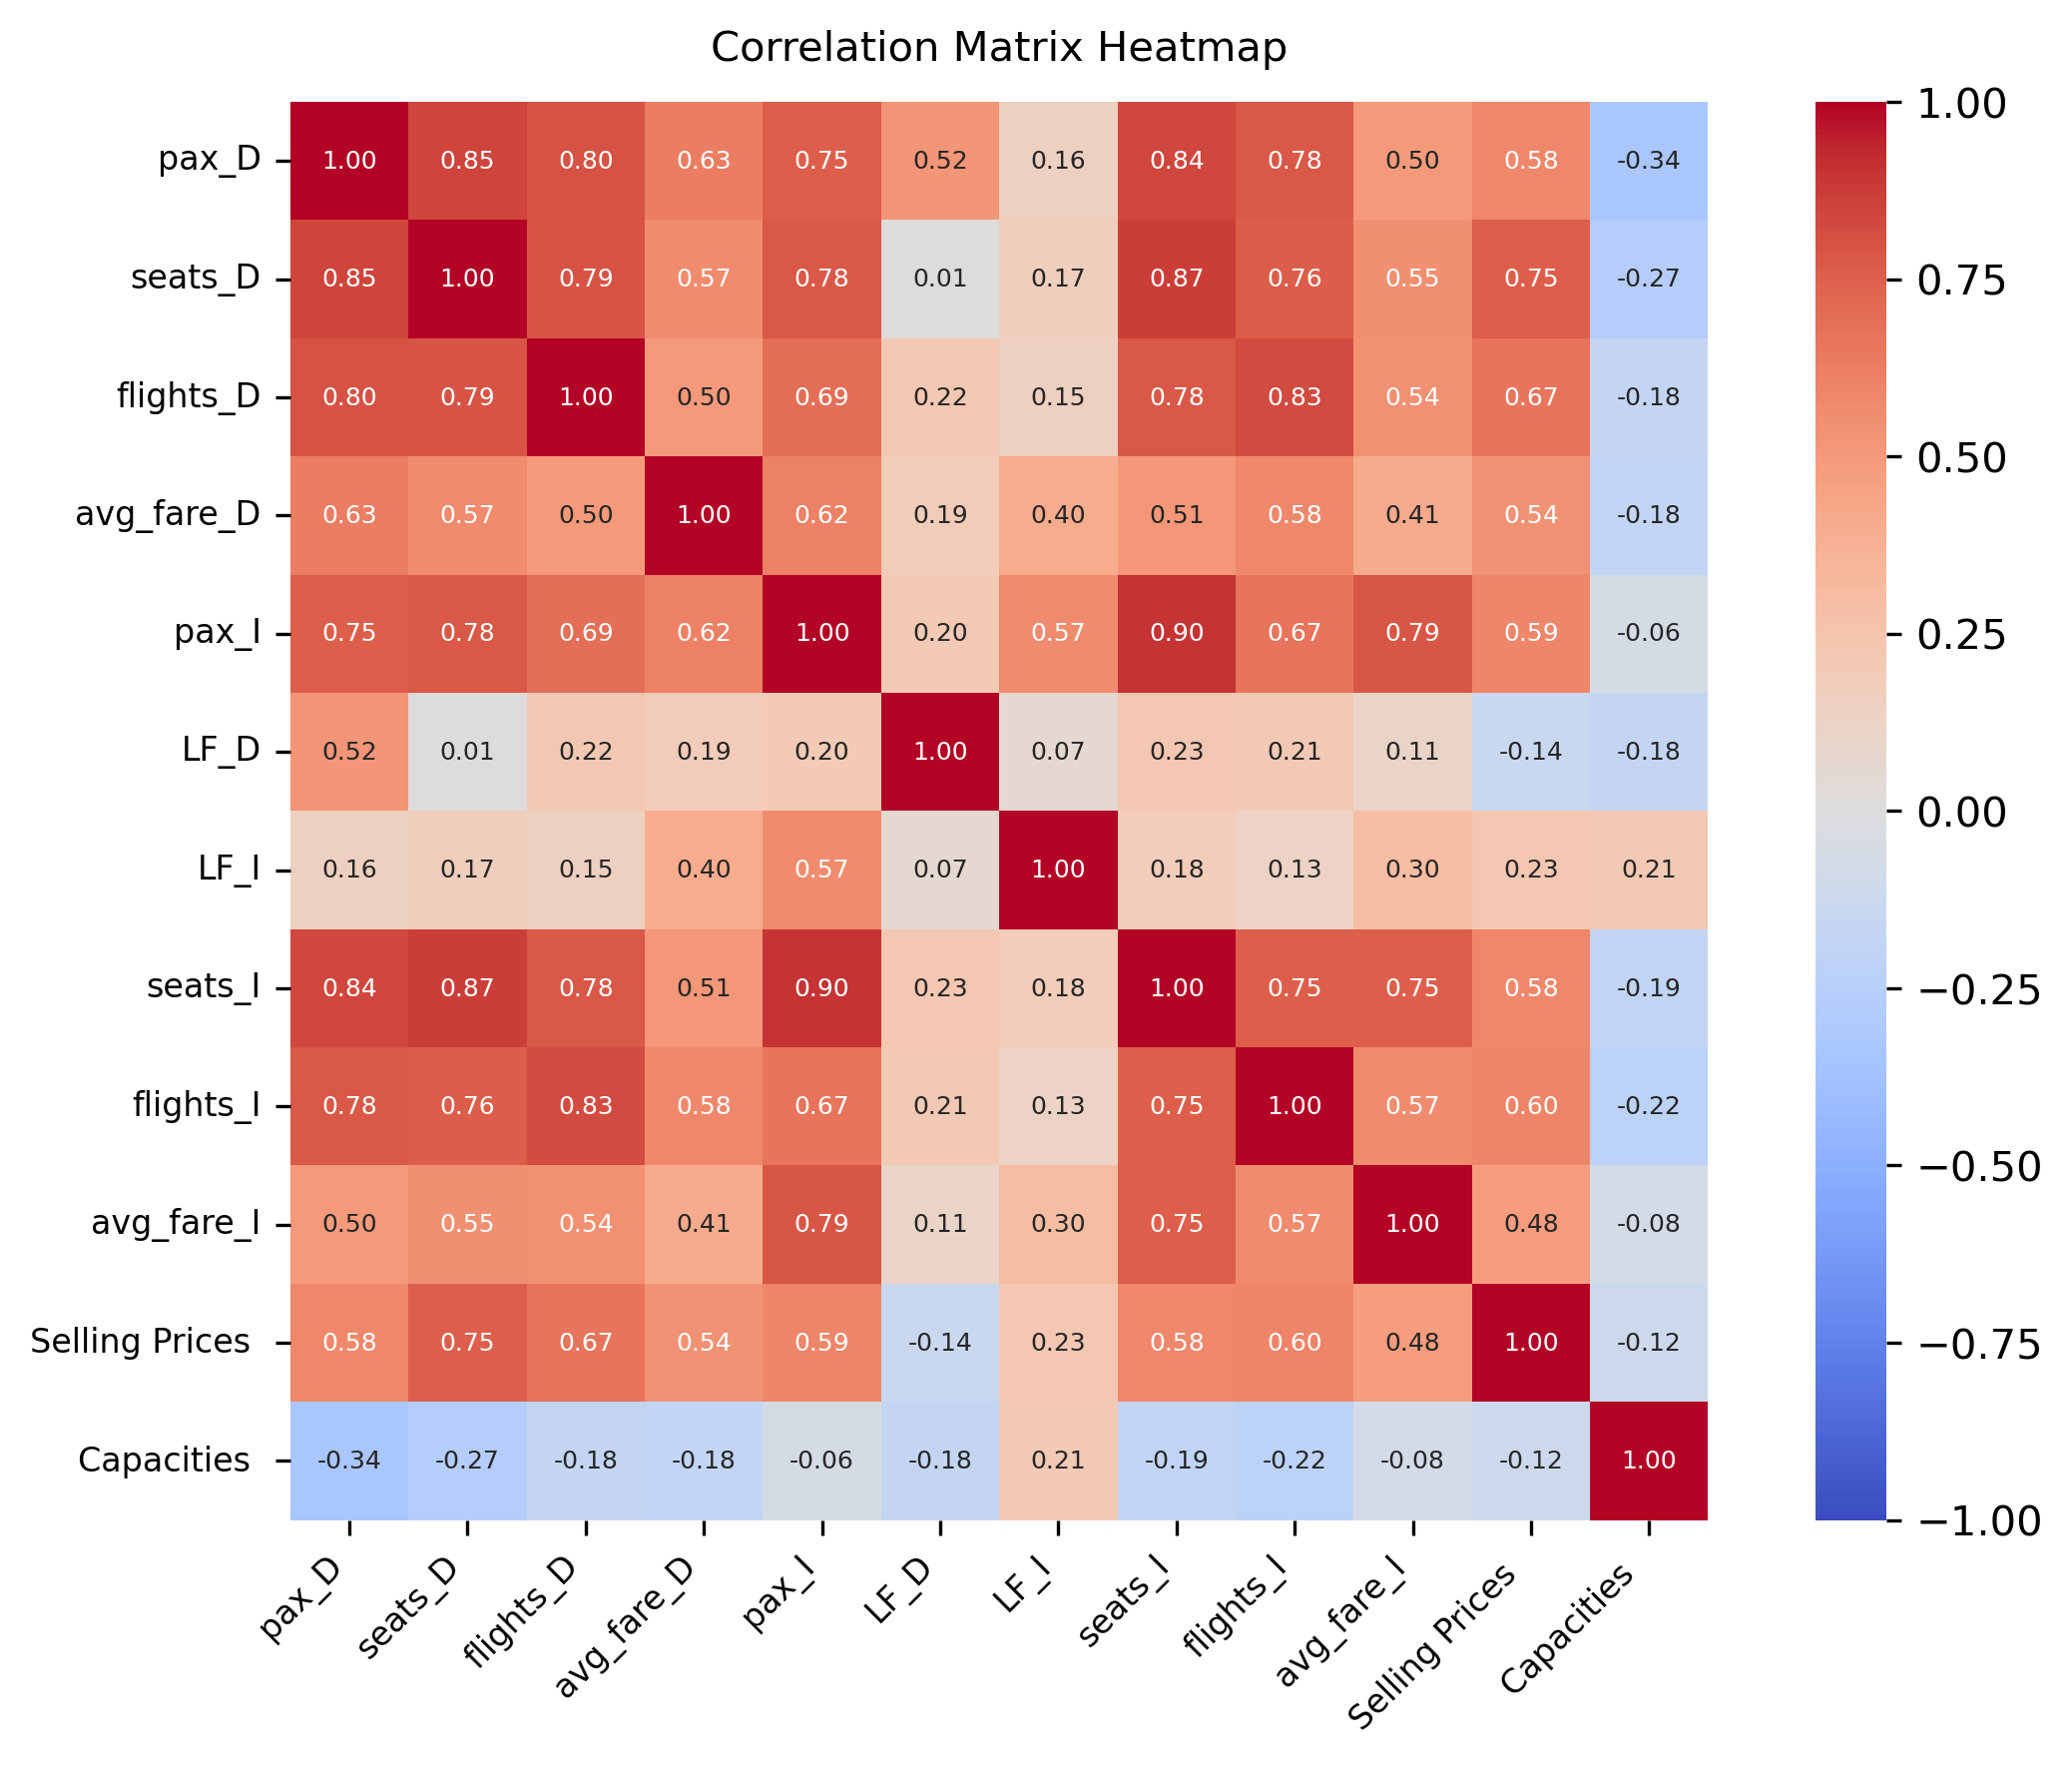 Correlation Matrix Heatmap
pax_D 1.00 0.85 0.80 0.63 0.75 0.52 0.16 0.84 0.78 0.50 0.58 -0.34
seats_D 0.85 1.00 0.79 0.57 0.78 0.01 0.17 0.87 0.76 0.55 0.75 -0.27
flights_D 0.80 0.79 1.00 0.50 0.69 0.22 0.15 0.78 0.83 0.54 0.67 -0.18
avg_fare_D 0.63 0.57 0.50 1.00 0.62 0.19 0.40 0.51 0.58 0.41 0.54 -0.18
pax_I 0.75 0.78 0.69 0.62 1.00 0.20 0.57 0.90 0.67 0.79 0.59 -0.06
LF_D 0.52 0.01 0.22 0.19 0.20 1.00 0.07 0.23 0.21 0.11 -0.14 -0.18
LF_I 0.16 0.17 0.15 0.40 0.57 0.07 1.00 0.18 0.13 0.30 0.23 0.21
seats_I 0.84 0.87 0.78 0.51 0.90 0.23 0.18 1.00 0.75 0.75 0.58 -0.19
flights_I 0.78 0.76 0.83 0.58 0.67 0.21 0.13 0.75 1.00 0.57 0.60 -0.22
avg_fare_I 0.50 0.55 0.54 0.41 0.79 0.11 0.30 0.75 0.57 1.00 0.48 -0.08
Selling Prices 0.58 0.75 0.67 0.54 0.59 -0.14 0.23 0.58 0.60 0.48 1.00 -0.12
Capacities -0.34 -0.27 -0.18 -0.18 -0.06 -0.18 0.21 -0.19 -0.22 -0.08 -0.12 1.00
pax_D seats_D flights_D avg_fare_D pax_I LF_D LF_I seats_I flights_I avg_fare_I Selling Prices Capacities
1.00
0.75
0.50
0.25
0.00
−0.25
−0.50
−0.75
−1.00